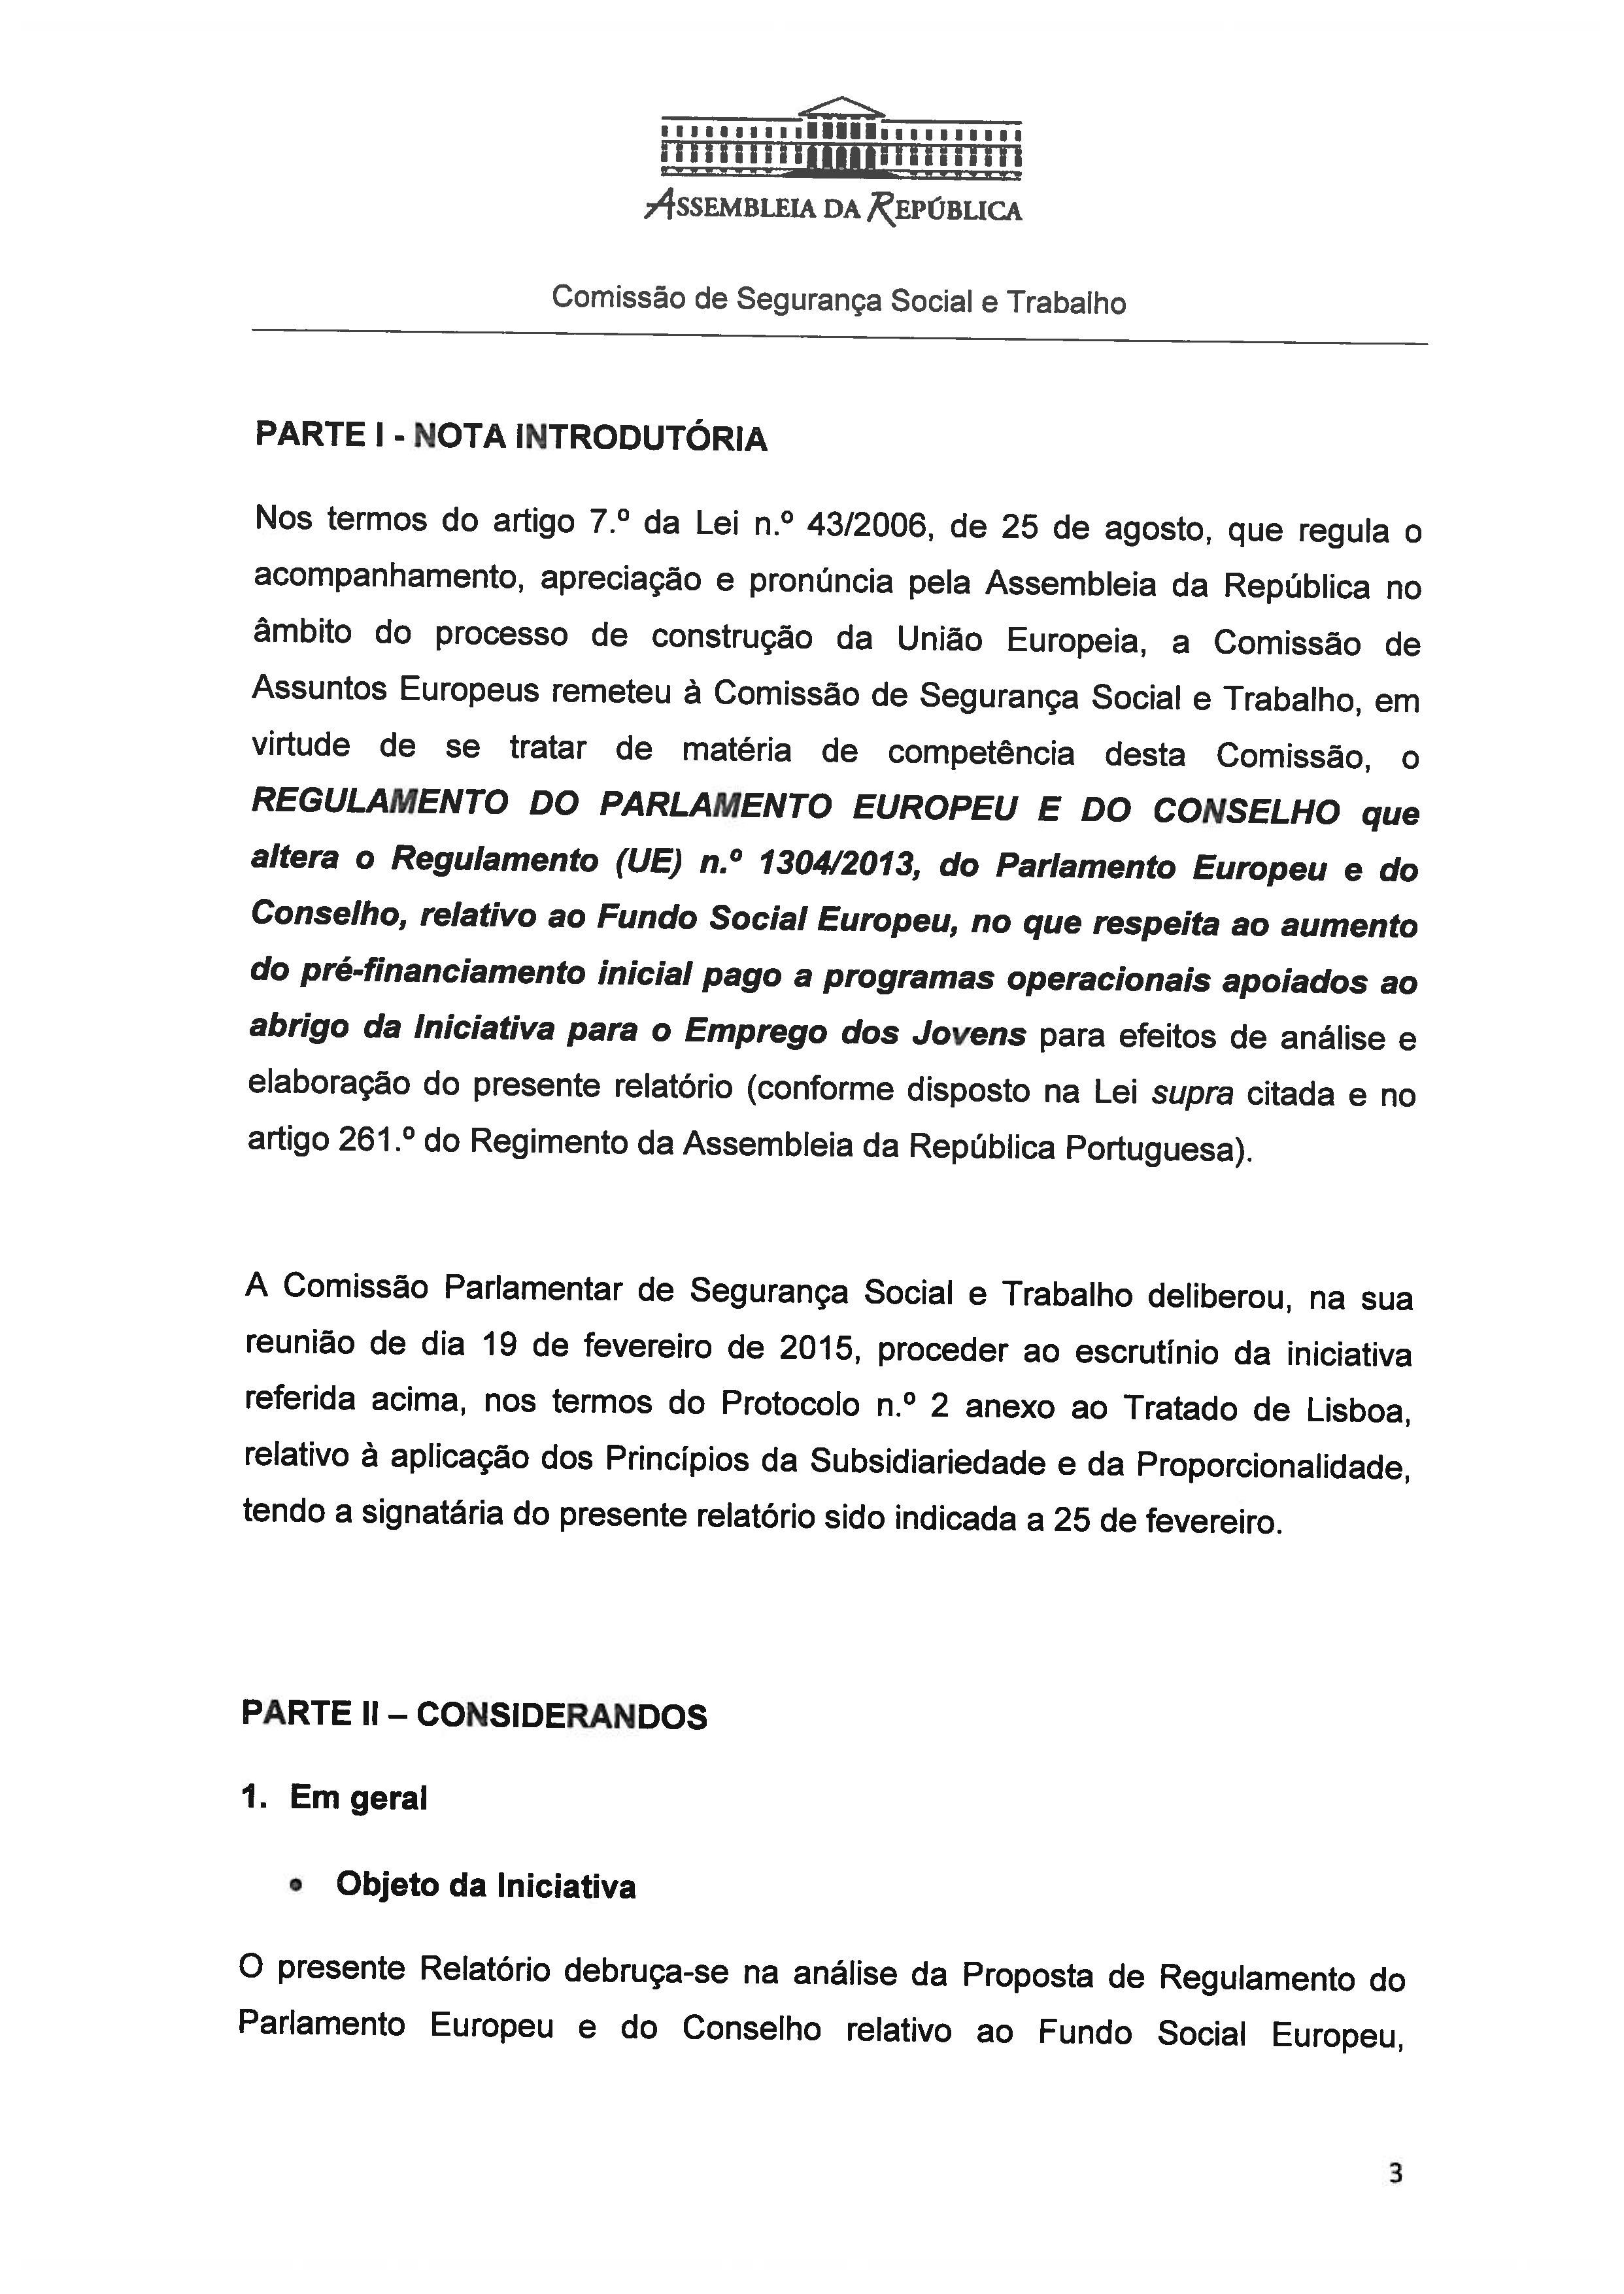 ASSEMBLEIA DA REPÚBLICA
Comissão de Segurança Social e Trabalho
PARTE I - NOTA INTRODUTÓRIA
Nos termos do artigo 7.º da Lei n.º 43/2006, de 25 de agosto, que regula o
acompanhamento, apreciação e pronúncia pela Assembleia da República no
âmbito do processo de construção da União Europeia, a Comissão de
Assuntos Europeus remeteu à Comissão de Segurança Social e Trabalho, em
virtude de se tratar de matéria de competência desta Comissão, o
REGULAMENTO DO PARLAMENTO EUROPEU E DO CONSELHO que
altera o Regulamento (UE) n.º 1304/2013, do Parlamento Europeu e do
Conselho, relativo ao Fundo Social Europeu, no que respeita ao aumento
do pré-financiamento inicial pago a programas operacionais apoiados ao
abrigo da Iniciativa para o Emprego dos Jovens para efeitos de análise e
elaboração do presente relatório (conforme disposto na Lei supra citada e no
artigo 261.º do Regimento da Assembleia da República Portuguesa).
A Comissão Parlamentar de Segurança Social e Trabalho deliberou, na sua
reunião de dia 19 de fevereiro de 2015, proceder ao escrutínio da iniciativa
referida acima, nos termos do Protocolo n.º 2 anexo ao Tratado de Lisboa,
relativo à aplicação dos Princípios da Subsidiariedade e da Proporcionalidade,
tendo a signatária do presente relatório sido indicada a 25 de fevereiro.
PARTE II – CONSIDERANDOS
1. Em geral
• Objeto da Iniciativa
O presente Relatório debruça-se na análise da Proposta de Regulamento do
Parlamento Europeu e do Conselho relativo ao Fundo Social Europeu,
3